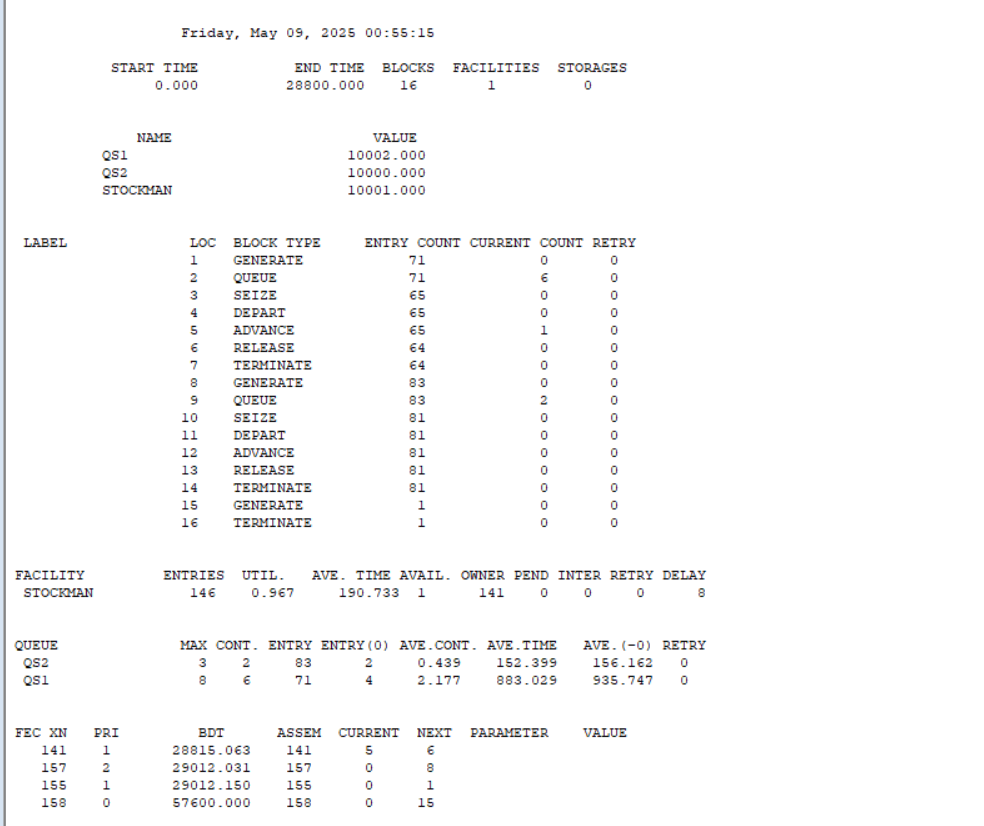 Friday, May 09, 2025 00:55:15
START TIME END TIME BLOCKS FACILITIES STORAGES
0.000 28800.000 16 1 0
NAME VALUE
QS1 10002.000
QS2 10000.000
STOCKMAN 10001.000
LABEL LOC BLOCK TYPE ENTRY COUNT CURRENT COUNT RETRY
1 GENERATE 71 0 0
2 QUEUE 71 6 0
3 SEIZE 65 0 0
4 DEPART 65 0 0
5 ADVANCE 65 1 0
6 RELEASE 64 0 0
7 TERMINATE 64 0 0
8 GENERATE 83 0 0
9 QUEUE 83 2 0
10 SEIZE 81 0 0
11 DEPART 81 0 0
12 ADVANCE 81 0 0
13 RELEASE 81 0 0
14 TERMINATE 81 0 0
15 GENERATE 1 0 0
16 TERMINATE 1 0 0
FACILITY ENTRIES UTIL. AVE. TIME AVAIL. OWNER PEND INTER RETRY DELAY
STOCKMAN 146 0.967 190.733 1 141 0 0 0 8
QUEUE MAX CONT. ENTRY ENTRY(0) AVE.CONT. AVE.TIME AVE.(-0) RETRY
QS2 3 2 83 2 0.439 152.399 156.162 0
QS1 8 6 71 4 2.177 883.029 935.747 0
FEC XN PRI BDT ASSEM CURRENT NEXT PARAMETER VALUE
141 1 28815.063 141 5 6
157 2 29012.031 157 0 8
155 1 29012.150 155 0 1
158 0 57600.000 158 0 15